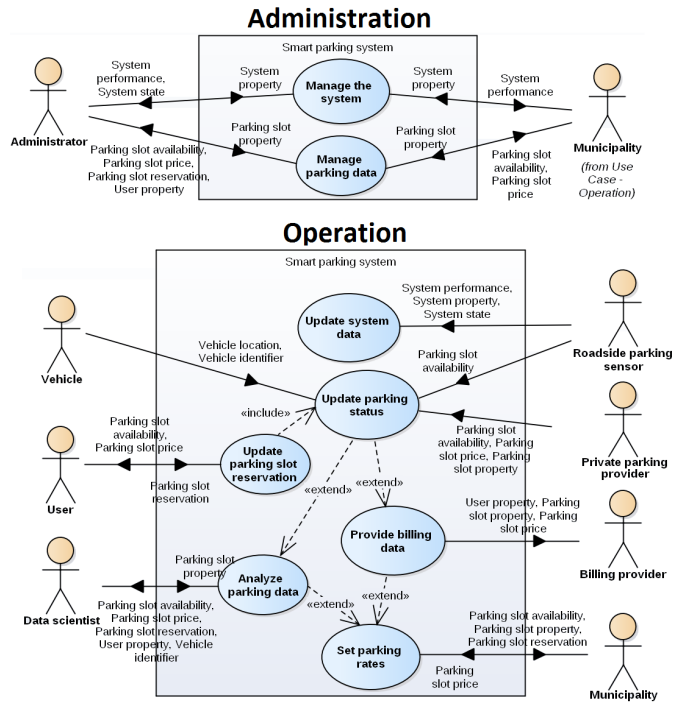 Administration
Smart parking system
System
performance,
System state
System
property
Manage the
system
System
property
System
performance
Administrator
Municipality
(from Use
Case -
Operation)
Parking slot
property
Parking slot
property
Parking slot availability,
Parking slot price,
Parking slot reservation,
User property
Manage
parking data
Parking slot
availability,
Parking slot
price
Operation
Smart parking system
System performance,
System property,
System state
Update system
data
Roadside parking
sensor
Vehicle location,
Vehicle identifier
Vehicle
Parking slot
availability
Update parking
status
«include»
Parking slot
availability,
Parking slot price
Update
parking slot
reservation
Parking slot
availability, Parking
slot price, Parking
slot property
Private parking
provider
Parking slot
reservation
User
«extend»
«extend»
User property, Parking
slot property, Parking
slot price
Provide billing
data
Billing provider
Parking slot
property
Analyze
parking data
Data scientist
Parking slot availability,
Parking slot price,
Parking slot reservation,
User property, Vehicle
identifier
«extend»
«extend»
Parking slot availability,
Parking slot property,
Parking slot reservation
Set parking
rates
Parking
slot price
Municipality